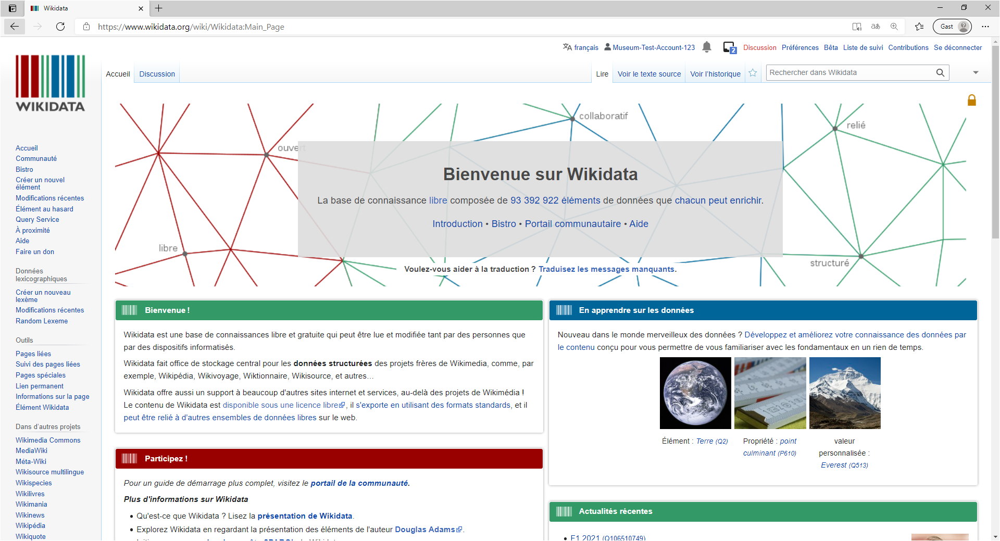 Wikidata
https://www.wikidata.org/wiki/Wikidata:Main_Page
Gast
français
Museum-Test-Account-123
2
Discussion
Préférences
Bêta
Liste de suivi
Contributions
Se déconnecter
WIKIDATA
Accueil
Discussion
Lire
Voir le texte source
Voir l'historique
Rechercher dans Wikidata
Accueil
Communauté
Bistro
Créer un nouvel
élément
Modifications récentes
Élément au hasard
Query Service
À proximité
Aide
Faire un don
Données
lexicographiques
Créer un nouveau
lexème
Modifications récentes
Random Lexeme
Outils
Pages liées
Suivi des pages liées
Pages spéciales
Lien permanent
Informations sur la page
Élément Wikidata
Dans d'autres projets
Wikimedia Commons
MediaWiki
Méta-Wiki
Wikisource multilingue
Wikispecies
Wikilivres
Wikimania
Wikinews
Wikipédia
Wikiquote
collaboratif
relié
ouvert
libre
structuré
Bienvenue sur Wikidata
La base de connaissance libre composée de 93 392 922 éléments de données que chacun peut enrichir.
Introduction • Bistro • Portail communautaire • Aide
Voulez-vous aider à la traduction ? Traduisez les messages manquants.
Bienvenue !
Wikidata est une base de connaissances libre et gratuite qui peut être lue et modifiée tant par des personnes que
par des dispositifs informatisés.
Wikidata fait office de stockage central pour les données structurées des projets frères de Wikimedia, comme, par
exemple, Wikipédia, Wikivoyage, Wiktionnaire, Wikisource, et autres…
Wikidata offre aussi un support à beaucoup d'autres sites internet et services, au-delà des projets de Wikimédia !
Le contenu de Wikidata est disponible sous une licence libre, il s'exporte en utilisant des formats standards, et il
peut être relié à d'autres ensembles de données libres sur le web.
Participez !
Pour un guide de démarrage plus complet, visitez le portail de la communauté.
Plus d'informations sur Wikidata
• Qu'est-ce que Wikidata ? Lisez la présentation de Wikidata.
• Explorez Wikidata en regardant la présentation des éléments de l'auteur Douglas Adams.
En apprendre sur les données
Nouveau dans le monde merveilleux des données ? Développez et améliorez votre connaissance des données par
le contenu conçu pour vous permettre de vous familiariser avec les fondamentaux en un rien de temps.
Élément : Terre (Q2)
Propriété : point
culminant (P610)
valeur
personnalisée :
Everest (Q513)
Actualités récentes
• F1 2021 (Q106510749)